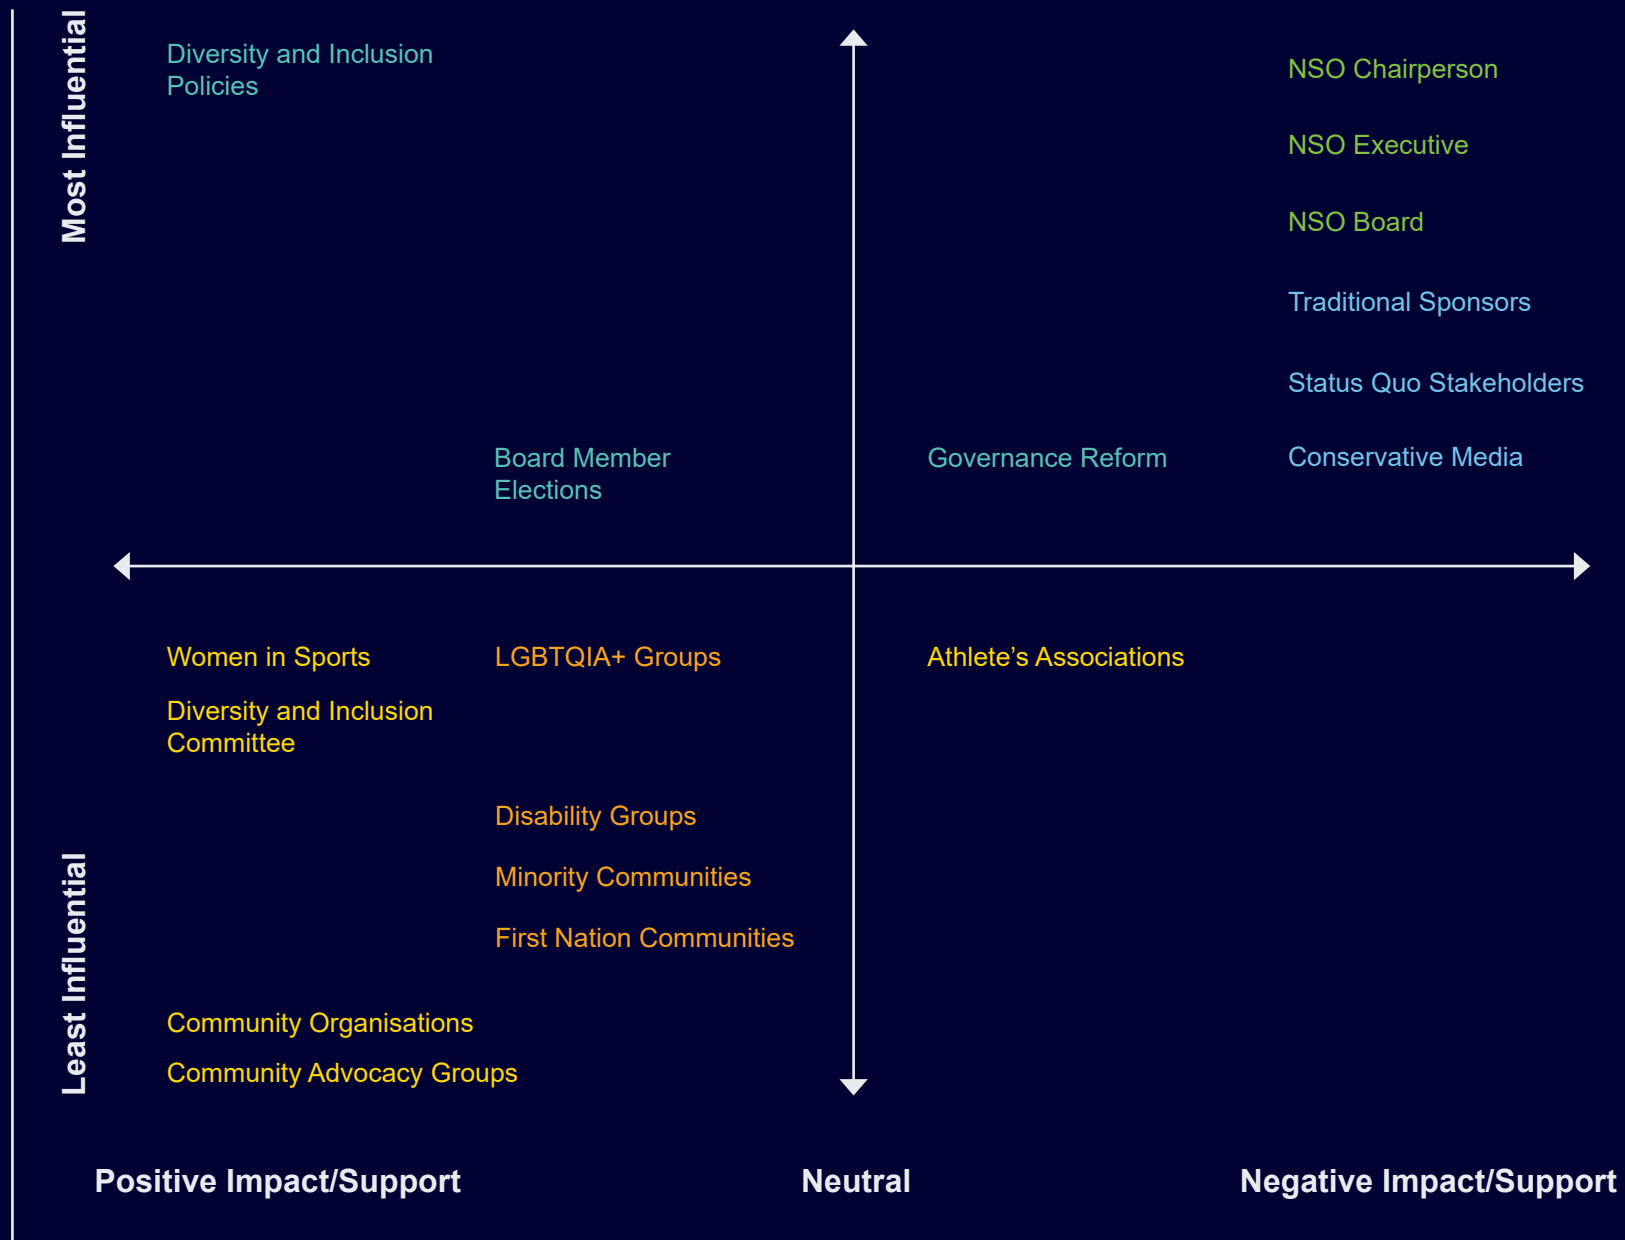 Most Influential
Diversity and Inclusion
Policies
NSO Chairperson
NSO Executive
NSO Board
Traditional Sponsors
Status Quo Stakeholders
Board Member
Elections
Governance Reform
Conservative Media
Women in Sports
LGBTQIA+ Groups
Athlete’s Associations
Diversity and Inclusion
Committee
Disability Groups
Minority Communities
First Nation Communities
Least Influential
Community Organisations
Community Advocacy Groups
Positive Impact/Support
Neutral
Negative Impact/Support